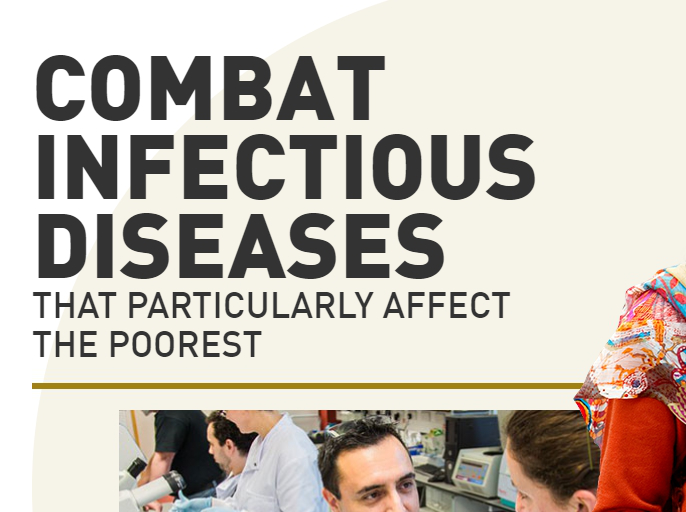 COMBAT
INFECTIOUS
DISEASES
THAT PARTICULARLY AFFECT
THE POOREST